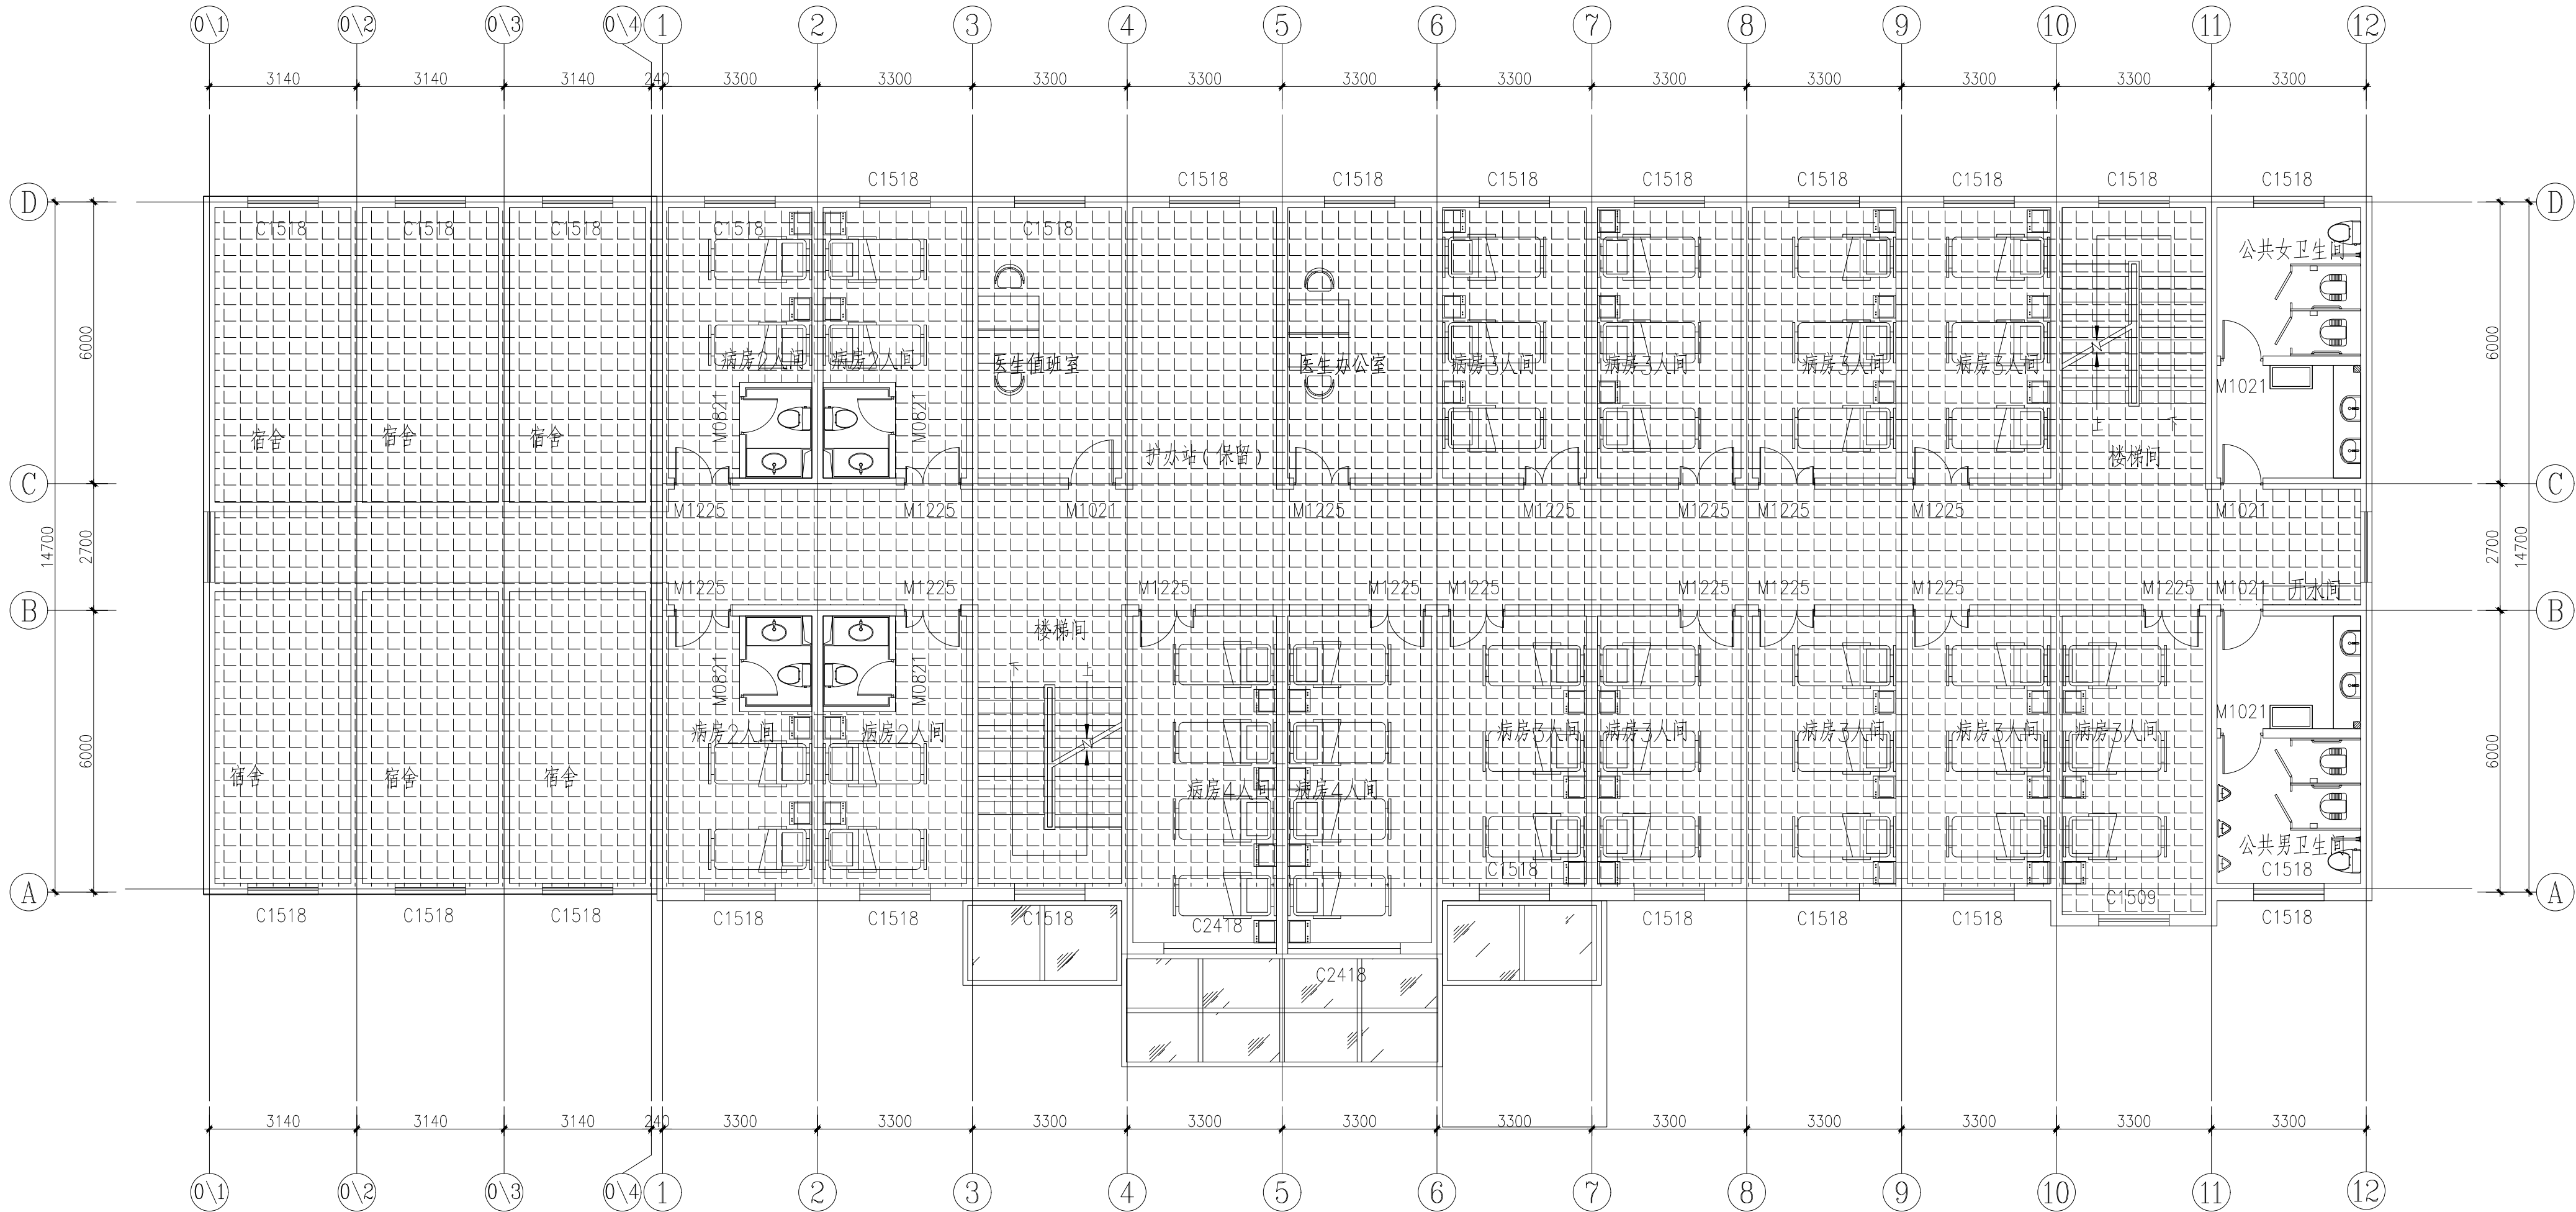 0\1 0\2 0\3 0\4 1 2 3 4 5 6 7 8 9 10 11 12
3140 3140 3140 240 3300 3300 3300 3300 3300 3300 3300 3300 3300 3300 3300
C1518 C1518 C1518 C1518 C1518 C1518 C1518 C1518 C1518
D D
C1518 C1518 C1518 C1518 C1518
公共女卫生间
6000 6000
病房2人间 病房2人间 医生值班室 医生办公室 病房3人间 病房3人间 病房3人间 病房3人间
M1021
M0821 M0821
上 下
宿舍 宿舍 宿舍
护办站(保留) 楼梯间
C C
M1225 M1225 M1021 M1225 M1225 M1225 M1225 M1225 M1021
14700 2700 2700 14700
M1225 M1225 M1225 M1225 M1225 M1225 M1225 M1225 M1225 M1021 开水间
B B
楼梯间
下 上
M0821 M0821
M1021
病房2人间 病房2人间 病房3人间 病房3人间 病房3人间 病房3人间 病房3人间
6000 6000
宿舍 宿舍 宿舍
病房4人间 病房4人间
公共男卫生间
C1518 C1518
A A
C1509
C1518 C1518 C1518 C1518 C1518 C1518 C2418 C1518 C1518 C1518 C1518
C2418
3140 3140 3140 240 3300 3300 3300 3300 3300 3300 3300 3300 3300 3300 3300
0\1 0\2 0\3 0\4 1 2 3 4 5 6 7 8 9 10 11 12